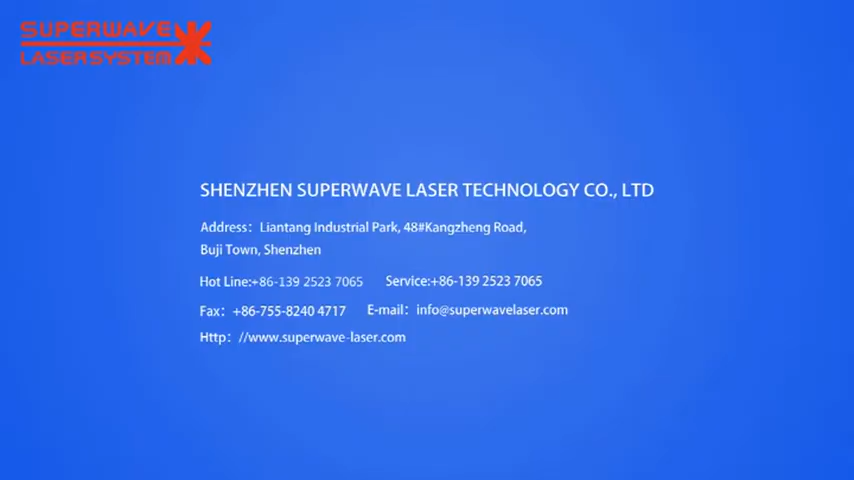 SUPERWAVE
LASER SYSTEM
SHENZHEN SUPERWAVE LASER TECHNOLOGY CO., LTD
Address：Liantang Industrial Park, 48#Kangzheng Road,
Buji Town, Shenzhen
Hot Line:+86-139 2523 7065 Service:+86-139 2523 7065
Fax：+86-755-8240 4717 E-mail：info@superwavelaser.com
Http：//www.superwave-laser.com